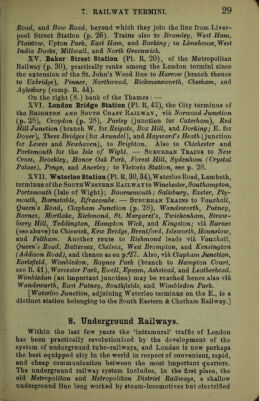 7. RAILWAY TERMINI. 29
Road, and Bow Road, beyond which they join the line from Liver-
pool Street Station (p. 26). Trains also to Bromley, West Ham,
Plaistow, Upton Park, East Ham, and Barking; to Limehouse, West
India Docks, Millwall, and North Greenwich.
XV. Baker Street Station (Pl. R, 20), of the Metropolitan
Railway (p. 30), practically ranks among the London termini since
the extension of the St. John's Wood line to Harrow (branch thence
to Uxbridge), Pinner, Northwood, Rickmansworth, Chesham, and
Aylesbury (comp. R. 44).
On the right (S.) bank of the Thames: —
XVI. London Bridge Station (Pl. R, 42), the City terminus of
the BRIGHTON AND SOUTH COAST RAILWAY, viâ Norwood Junction
(p. 28), Croydon (p. 28), Purley (junction for Caterham), Red
Hill Junction (branch W. for Reigate, Box Hill, and Dorking; E. for
Dover), Three Bridges (for Arundel), and Hayward's Heath (junction
for Lewes and Newhaven), to Brighton. Also to Chichester and
Portsmouth for the Isle of Wight. — SUBURBAN TRAINS to New
Cross, Brockley, Honor Oak Park, Forest Hill, Sydenham (Crystal
Palace), Penge, and Anerley; to Victoria Station, see p. 28.
XVII. Waterloo Station (Pl. R, 30, 34), Waterloo Road, Lambeth,
terminus of the SOUTH WESTERN RAILWAY to Winchester, Southampton,
Portsmouth (Isle of Wight); Bournemouth; Salisbury, Exeter, Ply-
mouth, Barnstaple, Ilfracombe. — SUBURBAN TRAINS to Vauxhall,
Queen's Road, Clapham Junction (p. 28), Wandsworth, Putney,
Barnes, Mortlake, Richmond, St. Margaret's, Twickenham, Straw-
berry Hill, Teddington, Hampton Wick, and Kingston; viâ Barnes
(see above) to Chiswick, Kew Bridge, Brentford, Isleworth, Hounslow,
and Feltham. Another route to Richmond leads viâ Vauxhall,
Queen's Road, Battersea, Chelsea, West Brompton, and Kensington
(Addison Road), and thence as on p. 27. Also, viâ Clapham Junction,
Earlsfield, Wimbledon, Raynes Park (branch to Hampton Court,
see R. 41), Worcester Park, Ewell, Epsom, Ashtead, and Leatherhead.
Wimbledon (an important junction) may be reached hence also viâ
Wandsworth, East Putney, Southfields, and Wimbledon Park.
[Waterloo Junction, adjoining Waterloo terminus on the E., is a
distinct station belonging to the South Eastern & Chatham Railway.]
8. Underground Railways.
Within the last few years the 'intramural' traffic of London
has been practically revolutionized by the development of the
system of underground tube-railways, and London is now perhaps
the best equipped city in the world in respect of convenient, rapid,
and cheap communication between the most important quarters.
The underground railway system includes, in the first place, the
old Metropolitan and Metropolitan District Railways, a shallow
underground line long worked by steam-locomotives but electrified